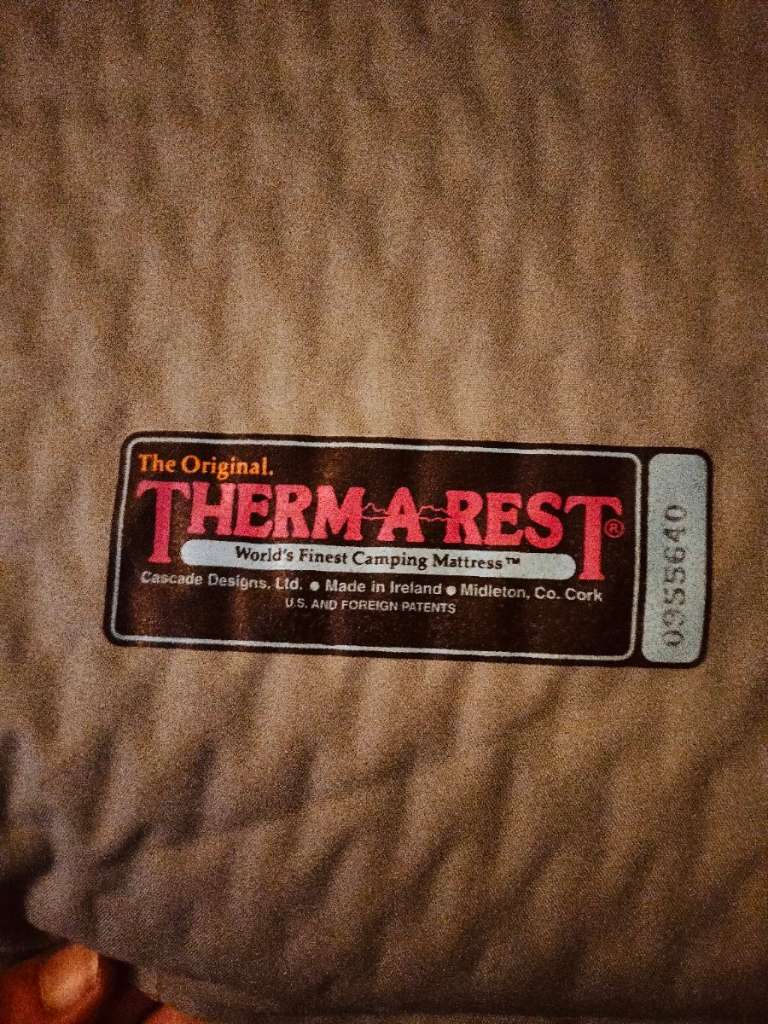 The Original.
THERM-A-REST®
World's Finest Camping Mattress™
Cascade Designs, Ltd. ● Made in Ireland ● Midleton, Co. Cork
U.S. AND FOREIGN PATENTS
0955640